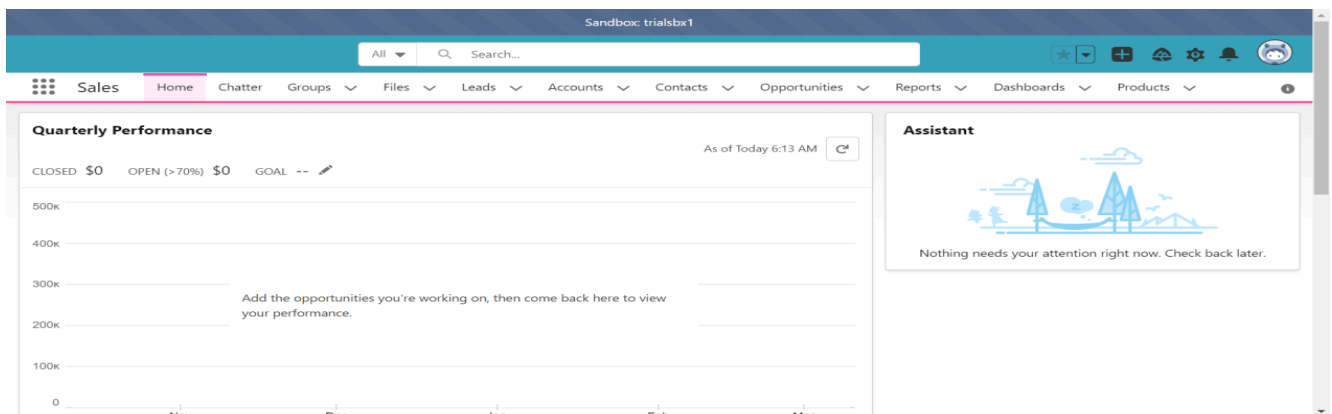 Sandbox: trialsbx1
All
Search...
Sales Home Chatter Groups Files Leads Accounts Contacts Opportunities Reports Dashboards Products
Quarterly Performance
As of Today 6:13 AM
CLOSED $0 OPEN (>70%) $0 GOAL --
500K
400K
300K
200K
100K
0
Add the opportunities you're working on, then come back here to view
your performance.
Assistant
z
Nothing needs your attention right now. Check back later.